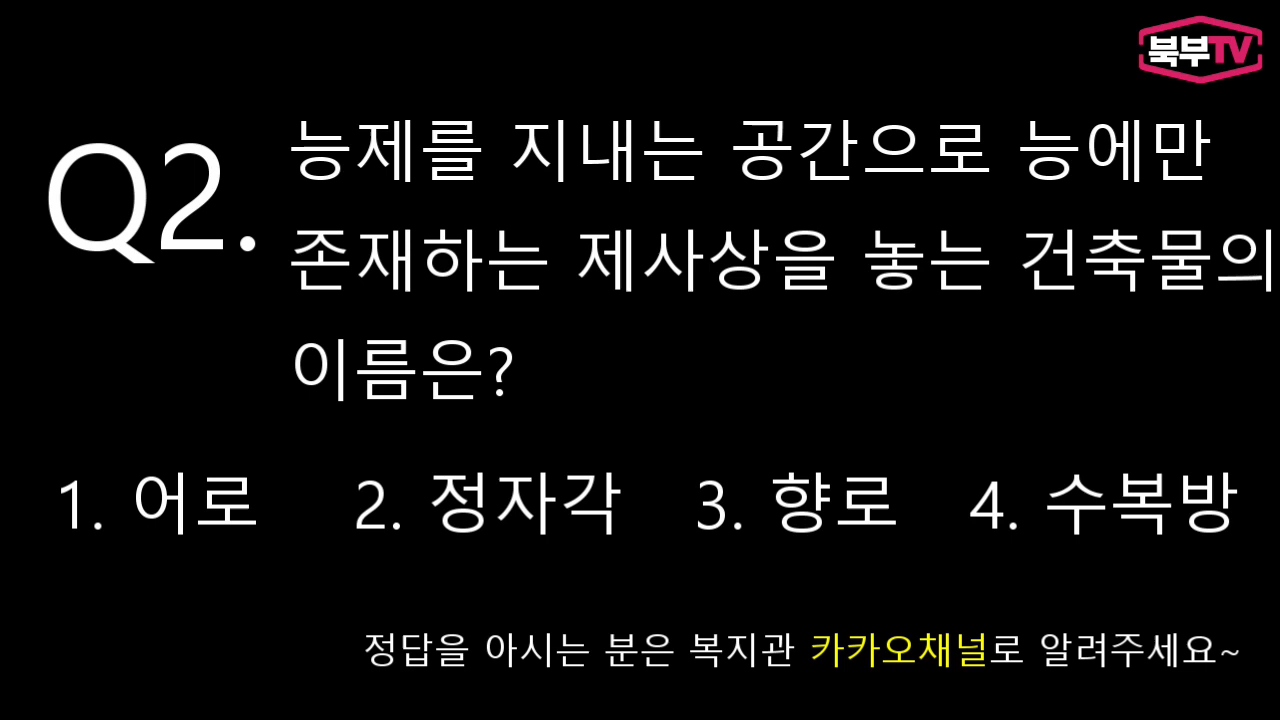 북부TV
Q2. 능제를 지내는 공간으로 능에만
존재하는 제사상을 놓는 건축물의
이름은?
1. 어로 2. 정자각 3. 향로 4. 수복방
정답을 아시는 분은 복지관 카카오채널로 알려주세요~